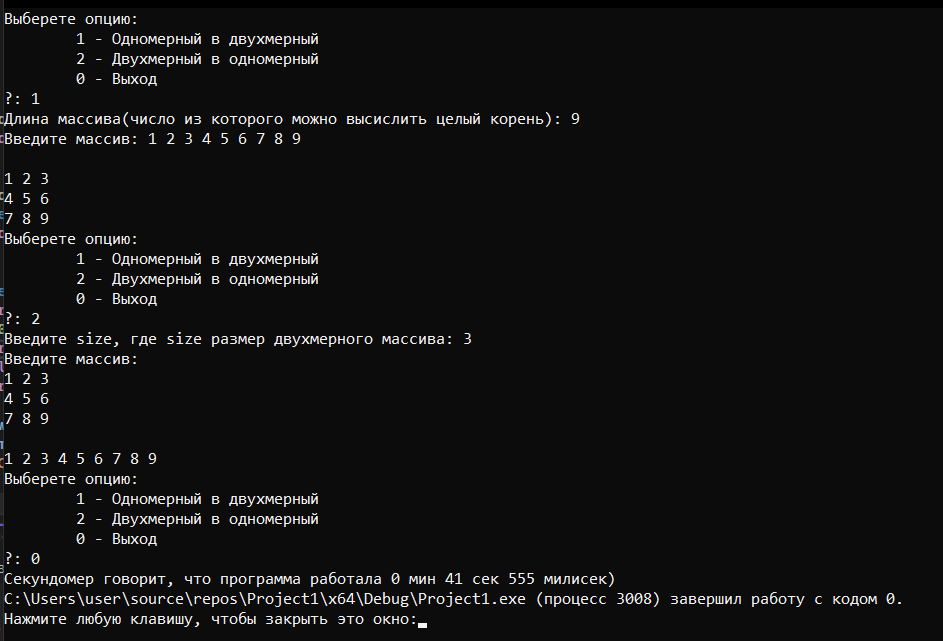 Выберете опцию:
1 - Одномерный в двухмерный
2 - Двухмерный в одномерный
0 - Выход
?: 1
Длина массива(число из которого можно высислить целый корень): 9
Введите массив: 1 2 3 4 5 6 7 8 9
1 2 3
4 5 6
7 8 9
Выберете опцию:
1 - Одномерный в двухмерный
2 - Двухмерный в одномерный
0 - Выход
?: 2
Введите size, где size размер двухмерного массива: 3
Введите массив:
1 2 3
4 5 6
7 8 9
1 2 3 4 5 6 7 8 9
Выберете опцию:
1 - Одномерный в двухмерный
2 - Двухмерный в одномерный
0 - Выход
?: 0
Секундомер говорит, что программа работала 0 мин 41 сек 555 милисек)
C:\Users\user\source\repos\Project1\x64\Debug\Project1.exe (процесс 3008) завершил работу с кодом 0.
Нажмите любую клавишу, чтобы закрыть это окно: